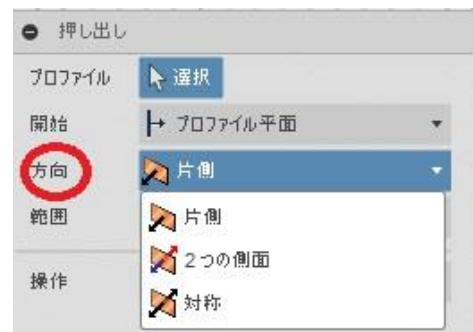 押し出し
プロファイル 選択
開始 プロファイル平面
方向 片側
範囲 片側
2つの側面
操作 対称